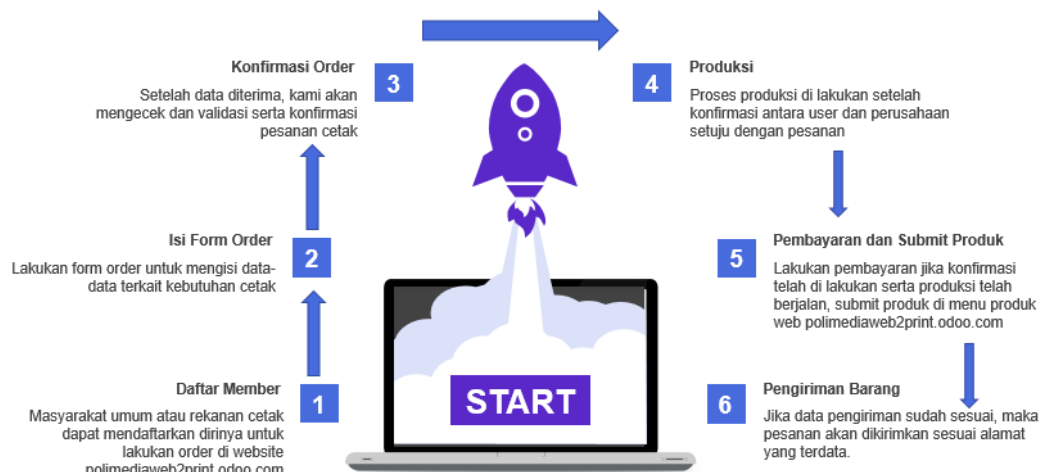 Konfirmasi Order
3
Setelah data diterima, kami akan
mengecek dan validasi serta konfirmasi
pesanan cetak
Isi Form Order
2
Lakukan form order untuk mengisi data-
data terkait kebutuhan cetak
Daftar Member
1
Masyarakat umum atau rekanan cetak
dapat mendaftarkan dirinya untuk
lakukan order di website
polimediaweb2print.odoo.com
START
4
Produksi
Proses produksi di lakukan setelah
konfirmasi antara user dan perusahaan
setuju dengan pesanan
5
Pembayaran dan Submit Produk
Lakukan pembayaran jika konfirmasi
telah di lakukan serta produksi telah
berjalan, submit produk di menu produk
web polimediaweb2print.odoo.com
6
Pengiriman Barang
Jika data pengiriman sudah sesuai, maka
pesanan akan dikirimkan sesuai alamat
yang terdata.